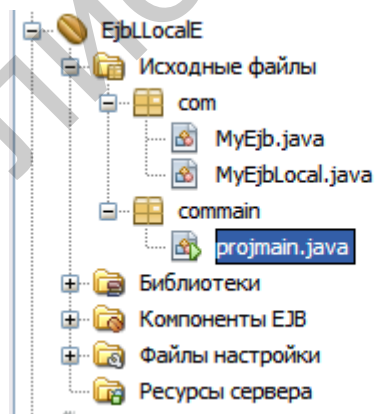 EjbLLocalE
Исходные файлы
com
MyEjb.java
MyEjbLocal.java
commain
projmain.java
Библиотеки
Компоненты EJB
Файлы настройки
Ресурсы сервера